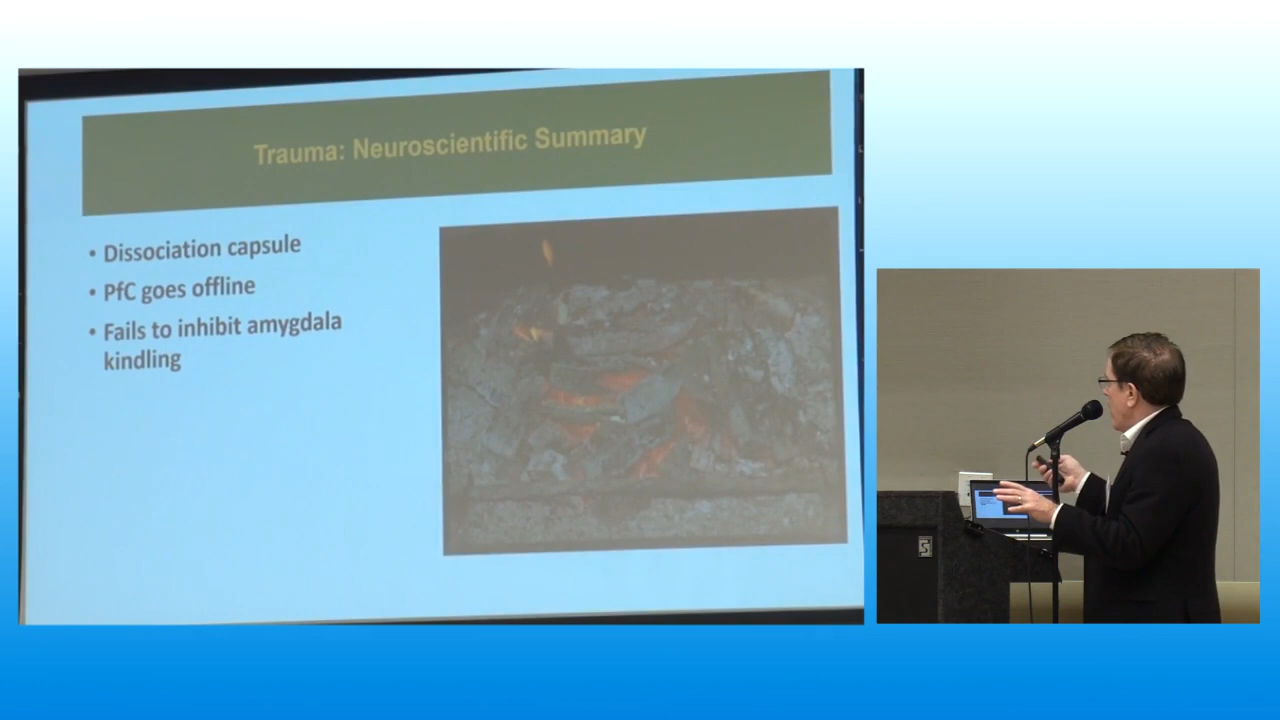 Trauma: Neuroscientific Summary
• Dissociation capsule
• PfC goes offline
• Fails to inhibit amygdala
kindling